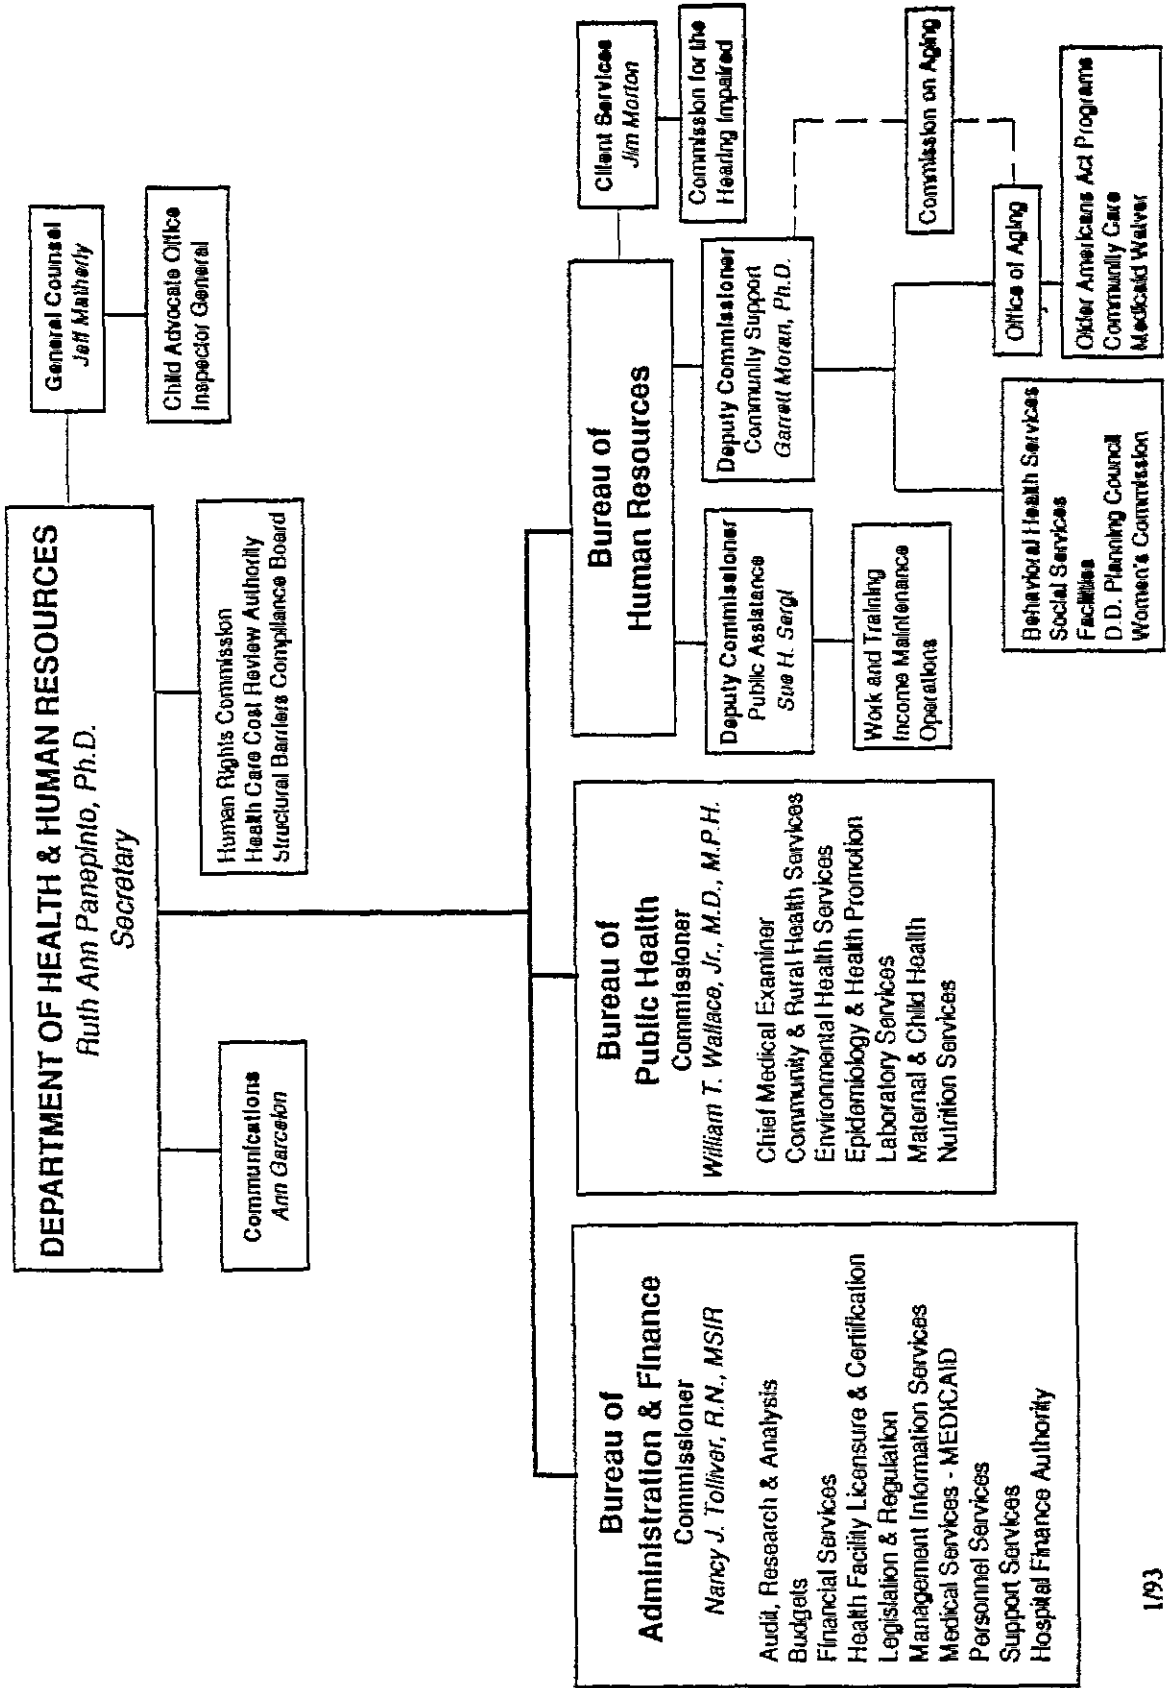 DEPARTMENT OF HEALTH & HUMAN RESOURCES
Ruth Ann Panepinto, Ph.D.
Secretary
General Counsel
Jeff Matherly
Child Advocate Office
Inspector General
Communications
Ann Garcelon
Human Rights Commission
Health Care Cost Review Authority
Structural Barriers Compliance Board
Bureau of
Administration & Finance
Commissioner
Nancy J. Tolliver, R.N., MSIR
Audit, Research & Analysis
Budgets
Financial Services
Health Facility Licensure & Certification
Legislation & Regulation
Management Information Services
Medical Services - MEDICAID
Personnel Services
Support Services
Hospital Finance Authority
Bureau of
Public Health
Commissioner
William T. Wallace, Jr., M.D., M.P.H.
Chief Medical Examiner
Community & Rural Health Services
Environmental Health Services
Epidemiology & Health Promotion
Laboratory Services
Maternal & Child Health
Nutrition Services
Bureau of
Human Resources
Client Services
Jim Morton
Commission for the
Hearing Impaired
Deputy Commissioner
Public Assistance
Sue H. Sergi
Work and Training
Income Maintenance
Operations
Deputy Commissioner
Community Support
Garrett Moran, Ph.D.
Commission on Aging
Behavioral Health Services
Social Services
Facilities
D.D. Planning Council
Women's Commission
Office of Aging
Older Americans Act Programs
Community Care
Medicaid Waiver
1/93